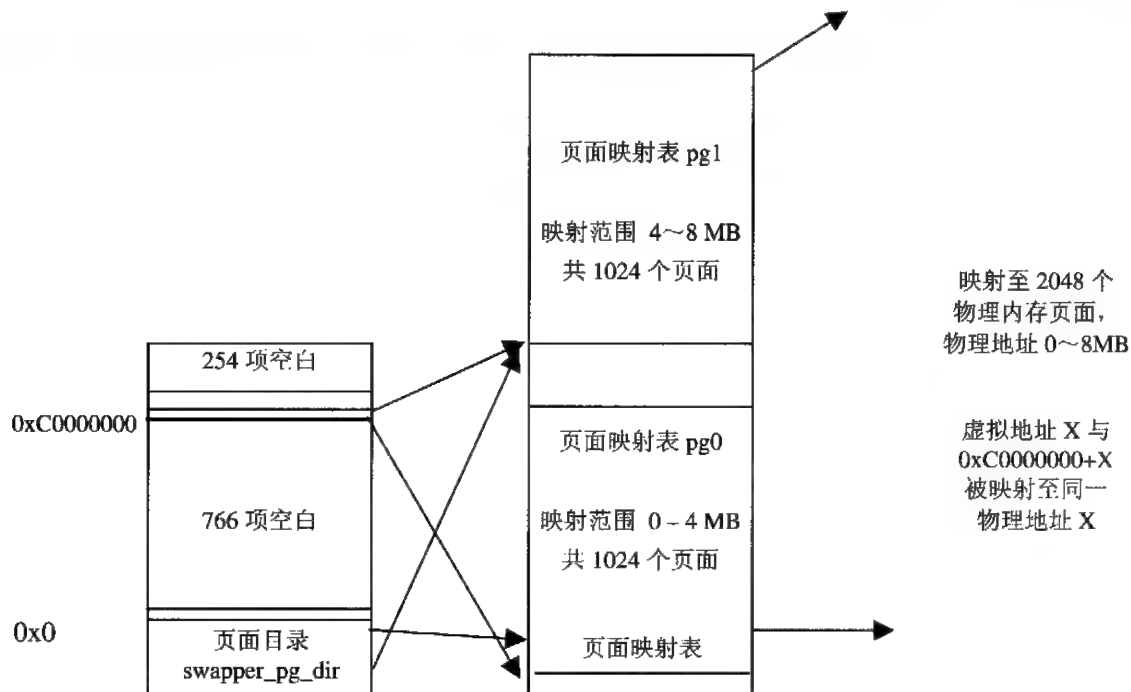 254 项空白
0xC0000000
766 项空白
0x0
页面目录
swapper_pg_dir
页面映射表 pg1
映射范围 4～8 MB
共 1024 个页面
页面映射表 pg0
映射范围 0－4 MB
共 1024 个页面
页面映射表
映射至 2048 个
物理内存页面，
物理地址 0～8MB
虚拟地址 X 与
0xC0000000+X
被映射至同一
物理地址 X